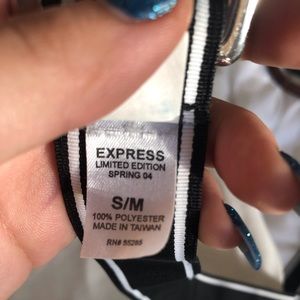 EXPRESS
LIMITED EDITION
SPRING 04
S/M
100% POLYESTER
MADE IN TAIWAN
RN# 55285